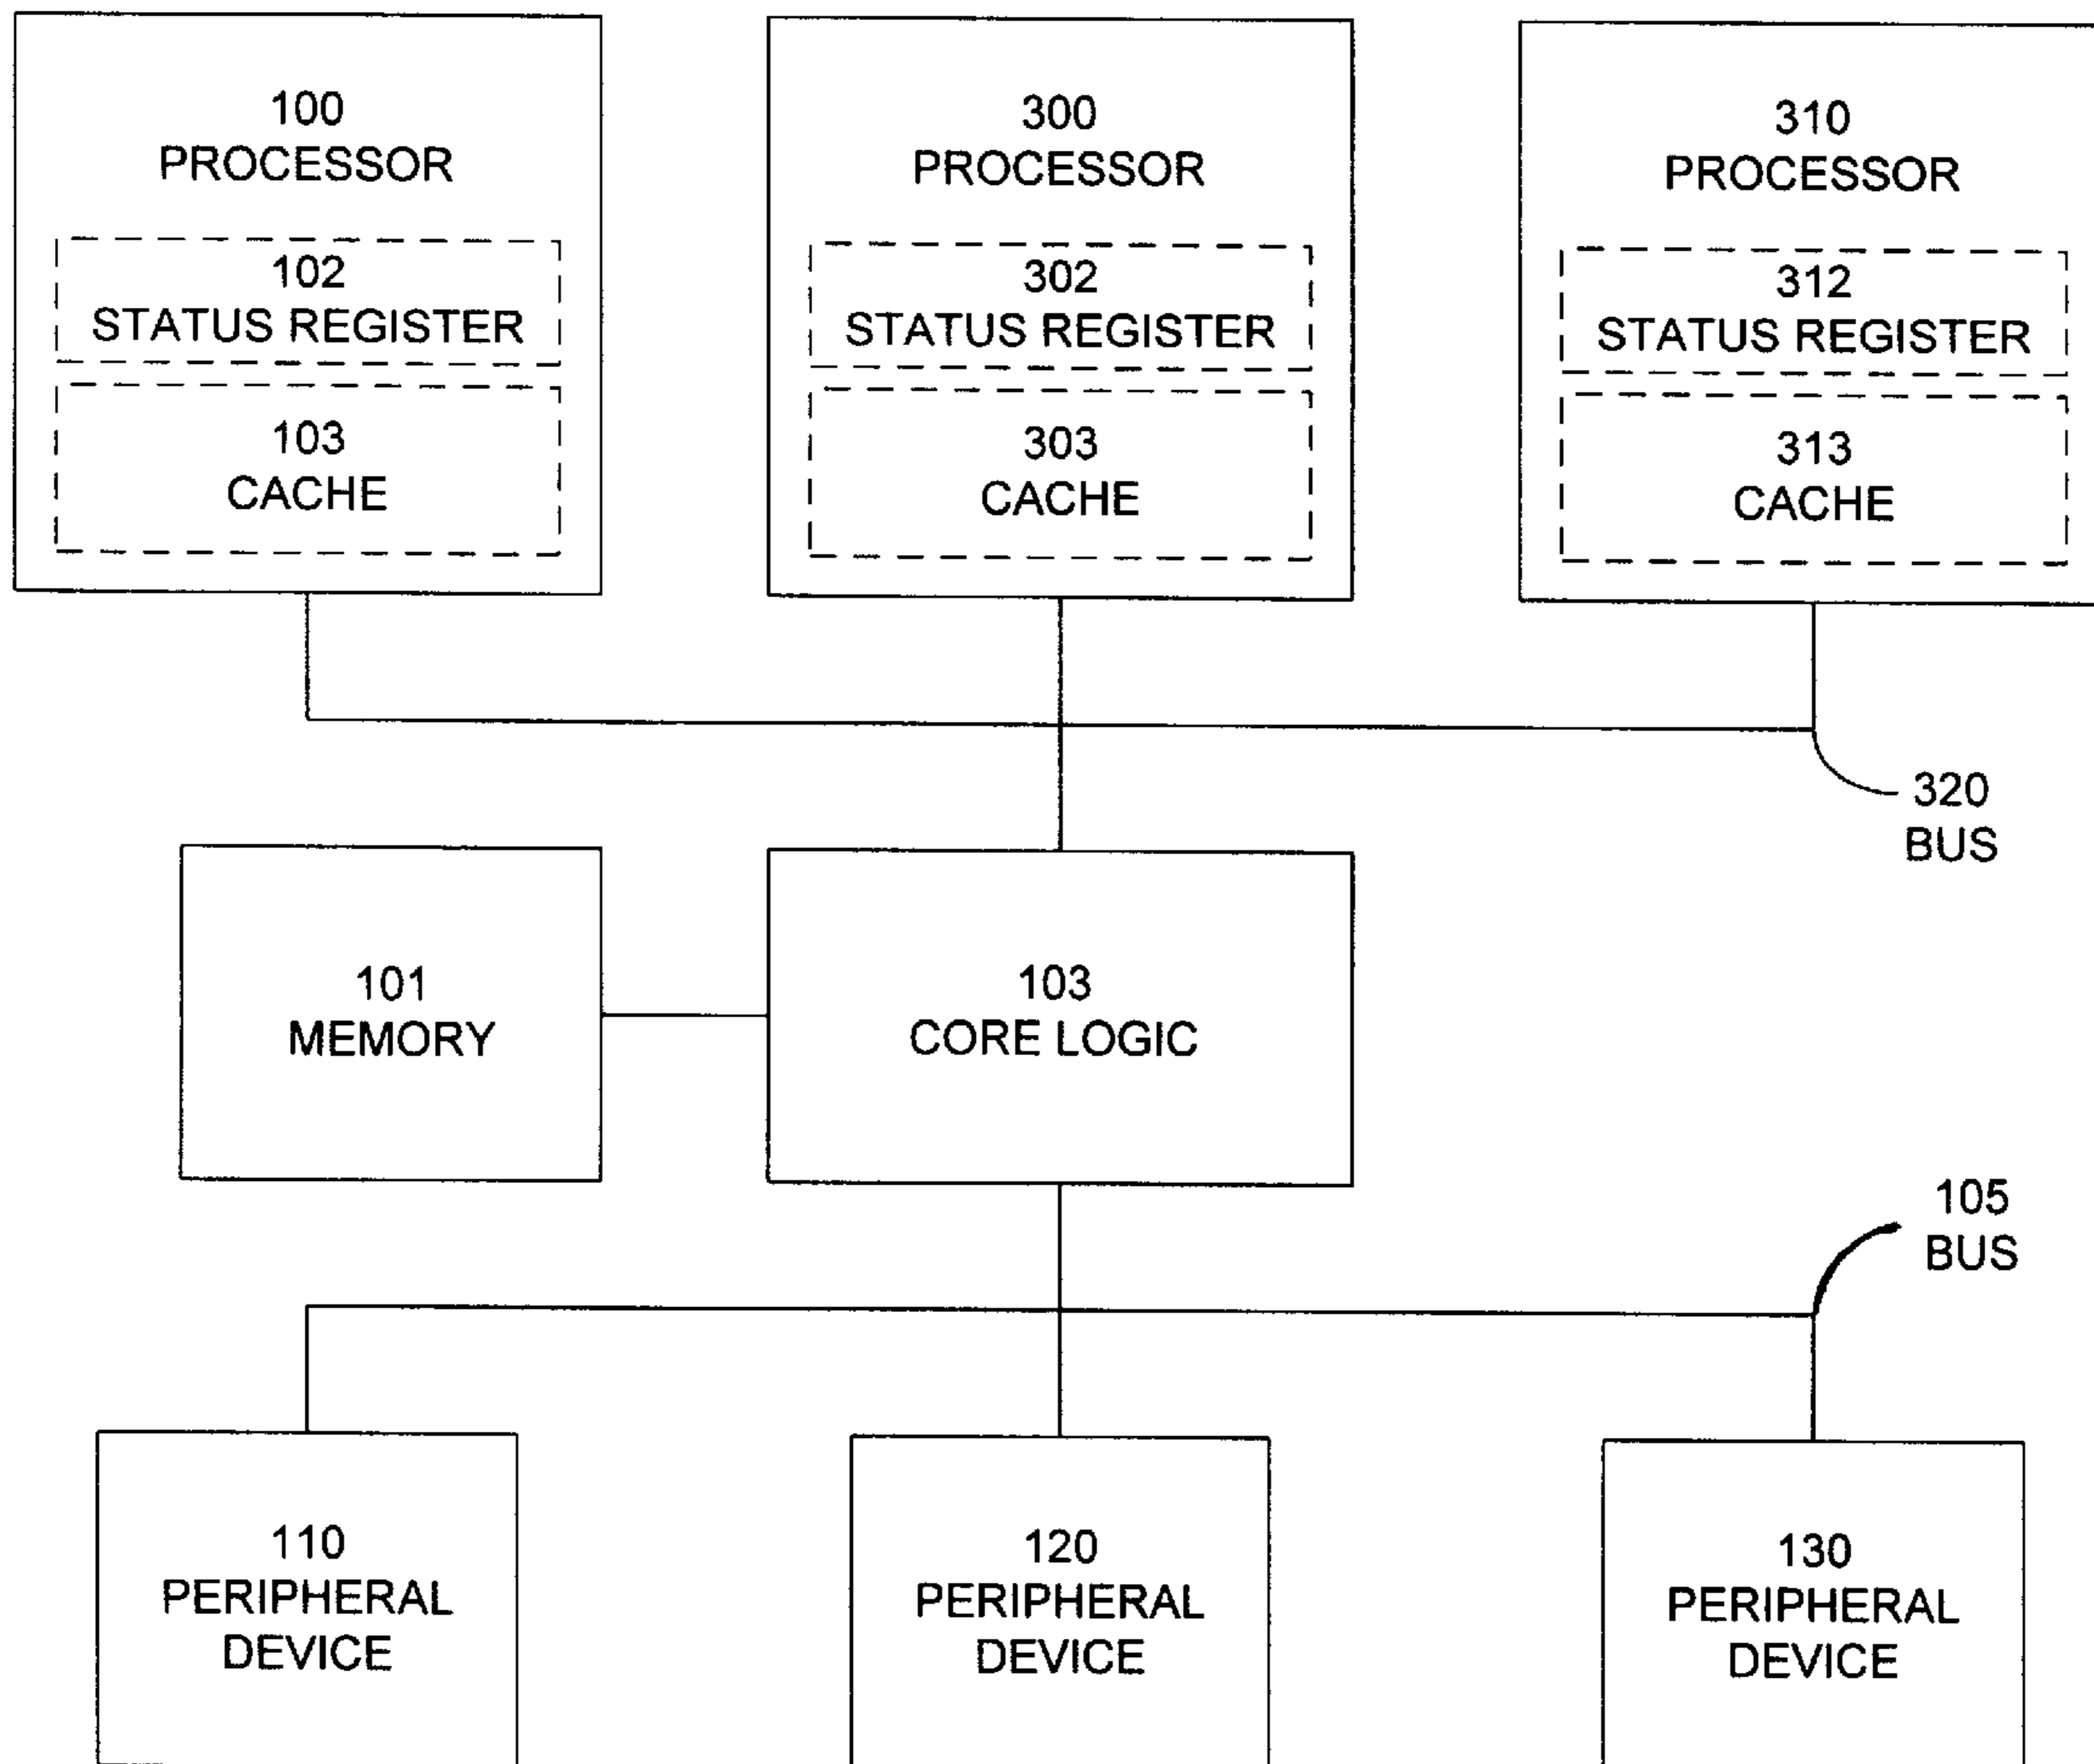 100
PROCESSOR
102
STATUS REGISTER
103
CACHE
300
PROCESSOR
302
STATUS REGISTER
303
CACHE
310
PROCESSOR
312
STATUS REGISTER
313
CACHE
320
BUS
101
MEMORY
103
CORE LOGIC
105
BUS
110
PERIPHERAL
DEVICE
120
PERIPHERAL
DEVICE
130
PERIPHERAL
DEVICE